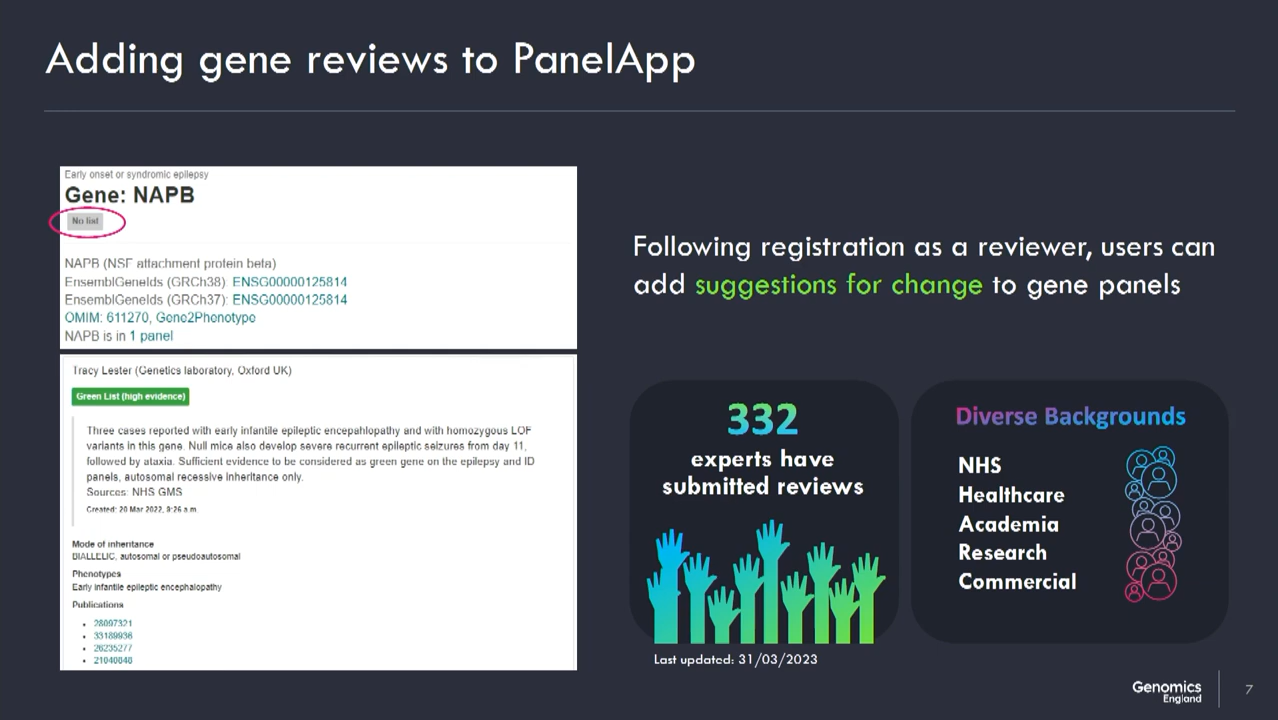 Adding gene reviews to PanelApp
Early onset or syndromic epilepsy
Gene: NAPB
No list
NAPB (NSF attachment protein beta)
EnsemblGeneIds (GRCh38): ENSG00000125814
EnsemblGeneIds (GRCh37): ENSG00000125814
OMIM: 611270, Gene2Phenotype
NAPB is in 1 panel
Tracy Lester (Genetics laboratory, Oxford UK)
Green List (high evidence)
Three cases reported with early infantile epileptic encepahlopathy and with homozygous LOF
variants in this gene. Null mice also develop severe recurrent epileptic seizures from day 11,
followed by ataxia. Sufficient evidence to be considered as green gene on the epilepsy and ID
panels, autosomal recessive inheritance only.
Sources: NHS GMS
Created: 20 Mar 2022, 8:26 a.m.
Mode of inheritance
BIALLELIC, autosomal or pseudoautosomal
Phenotypes
Early infantile epileptic encephalopathy
Publications
• 28097321
• 33189936
• 26235277
• 21040848
Following registration as a reviewer, users can
add suggestions for change to gene panels
332
experts have
submitted reviews
Last updated: 31/03/2023
Diverse Backgrounds
NHS
Healthcare
Academia
Research
Commercial
Genomics
England
7